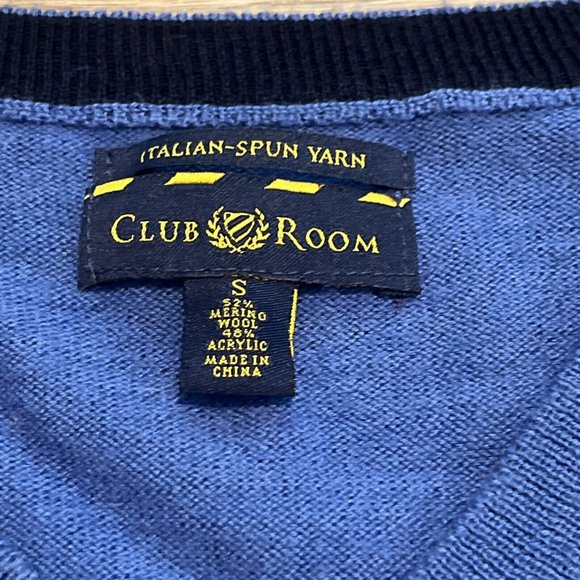 ITALIAN-SPUN YARN
CLUB ROOM
S
52%
MERINO
WOOL
48%
ACRYLIC
MADE IN
CHINA